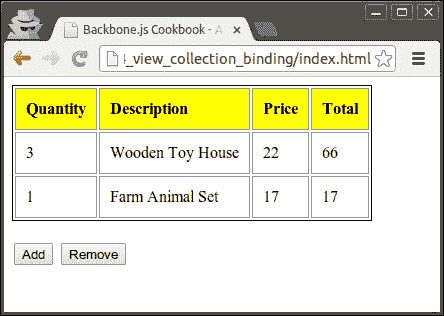 Backbone.js Cookbook - A
4_view_collection_binding/index.html
Quantity Description Price Total
3 Wooden Toy House 22 66
1 Farm Animal Set 17 17
Add Remove